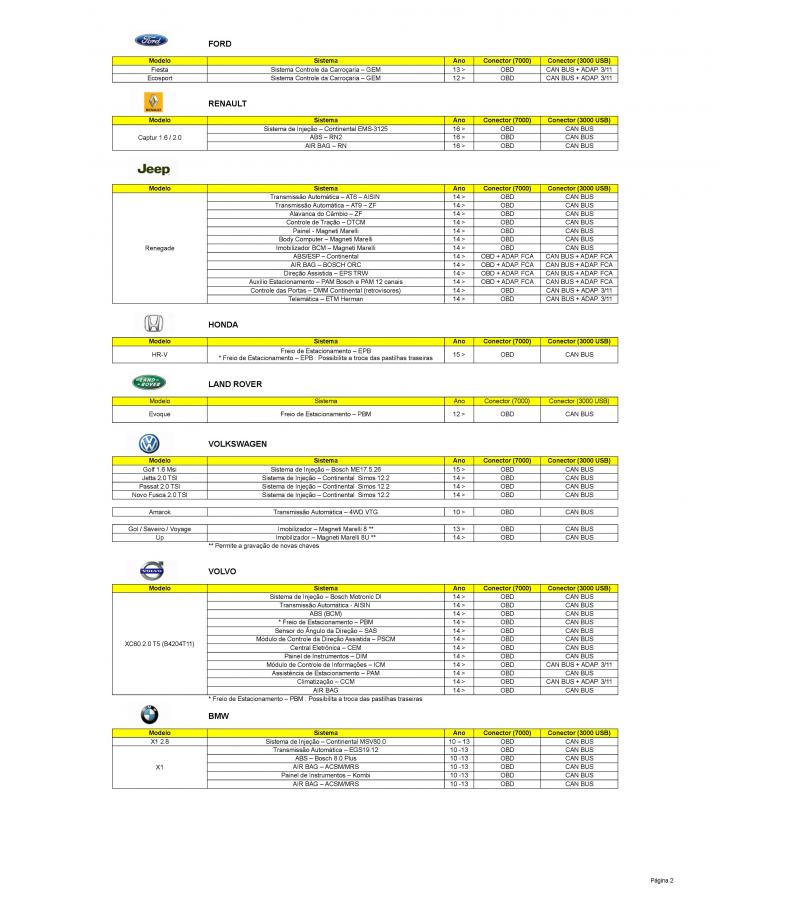 Ford
FORD
Modelo Sistema Ano Conector (7000) Conector (3000 USB)
Fiesta Sistema Controle da Carroçaria – GEM 13 > OBD CAN BUS + ADAP. 3/11
Ecosport Sistema Controle da Carroçaria – GEM 12 > OBD CAN BUS + ADAP. 3/11
RENAULT
RENAULT
Modelo Sistema Ano Conector (7000) Conector (3000 USB)
Captur 1.6 / 2.0
Sistema de Injeção – Continental EMS-3125 16 > OBD CAN BUS
ABS – RN2 16 > OBD CAN BUS
AIR BAG – RN 16 > OBD CAN BUS
Jeep
Modelo Sistema Ano Conector (7000) Conector (3000 USB)
Renegade
Transmissão Automática – AT6 – AISIN 14 > OBD CAN BUS
Transmissão Automática – AT9 – ZF 14 > OBD CAN BUS
Alavanca do Câmbio – ZF 14 > OBD CAN BUS
Controle de Tração – DTCM 14 > OBD CAN BUS
Painel - Magneti Marelli 14 > OBD CAN BUS
Body Computer – Magneti Marelli 14 > OBD CAN BUS
Imobilizador BCM – Magneti Marelli 14 > OBD CAN BUS
ABS/ESP – Continental 14 > OBD + ADAP. FCA CAN BUS + ADAP. FCA
AIR BAG – BOSCH ORC 14 > OBD + ADAP. FCA CAN BUS + ADAP. FCA
Direção Assistida – EPS TRW 14 > OBD + ADAP. FCA CAN BUS + ADAP. FCA
Auxílio Estacionamento – PAM Bosch e PAM 12 canais 14 > OBD + ADAP. FCA CAN BUS + ADAP. FCA
Controle das Portas – DMM Continental (retrovisores) 14 > OBD CAN BUS + ADAP. 3/11
Telemática – ETM Herman 14 > OBD CAN BUS + ADAP. 3/11
HONDA
Modelo Sistema Ano Conector (7000) Conector (3000 USB)
HR-V
Freio de Estacionamento – EPB
* Freio de Estacionamento – EPB : Possibilita a troca das pastilhas traseiras
15 > OBD CAN BUS
LAND ROVER
LAND ROVER
Modelo Sistema Ano Conector (7000) Conector (3000 USB)
Evoque Freio de Estacionamento – PBM 12 > OBD CAN BUS
VOLKSWAGEN
Modelo Sistema Ano Conector (7000) Conector (3000 USB)
Golf 1.6 Msi Sistema de Injeção – Bosch ME17.5.26 15 > OBD CAN BUS
Jetta 2.0 TSI Sistema de Injeção – Continental Simos 12.2 14 > OBD CAN BUS
Passat 2.0 TSI Sistema de Injeção – Continental Simos 12.2 14 > OBD CAN BUS
Novo Fusca 2.0 TSI Sistema de Injeção – Continental Simos 12.2 14 > OBD CAN BUS
Amarok Transmissão Automática – 4WD VTG 10 > OBD CAN BUS
Gol / Saveiro / Voyage Imobilizador – Magneti Marelli 8 ** 13 > OBD CAN BUS
Up Imobilizador – Magneti Marelli 8U ** 14 > OBD CAN BUS
** Permite a gravação de novas chaves
VOLVO
VOLVO
Modelo Sistema Ano Conector (7000) Conector (3000 USB)
XC60 2.0 T5 (B4204T11)
Sistema de Injeção – Bosch Motronic DI 14 > OBD CAN BUS
Transmissão Automática - AISIN 14 > OBD CAN BUS
ABS (BCM) 14 > OBD CAN BUS
* Freio de Estacionamento – PBM 14 > OBD CAN BUS
Sensor do Ângulo da Direção – SAS 14 > OBD CAN BUS
Módulo de Controle da Direção Assistida – PSCM 14 > OBD CAN BUS
Central Eletrônica – CEM 14 > OBD CAN BUS
Painel de Instrumentos – DIM 14 > OBD CAN BUS
Módulo de Controle de Informações – ICM 14 > OBD CAN BUS + ADAP. 3/11
Assistência de Estacionamento – PAM 14 > OBD CAN BUS
Climatização – CCM 14 > OBD CAN BUS + ADAP. 3/11
AIR BAG 14 > OBD CAN BUS
* Freio de Estacionamento – PBM : Possibilita a troca das pastilhas traseiras
BMW
Modelo Sistema Ano Conector (7000) Conector (3000 USB)
X1 2.8 Sistema de Injeção – Continental MSV80.0 10 – 13 OBD CAN BUS
X1
Transmissão Automática – EGS19.12 10 -13 OBD CAN BUS
ABS – Bosch 8.0 Plus 10 -13 OBD CAN BUS
AIR BAG – ACSM/MRS 10 -13 OBD CAN BUS
Painel de Instrumentos – Kombi 10 -13 OBD CAN BUS
AIR BAG – ACSM/MRS 10 -13 OBD CAN BUS
Página 2